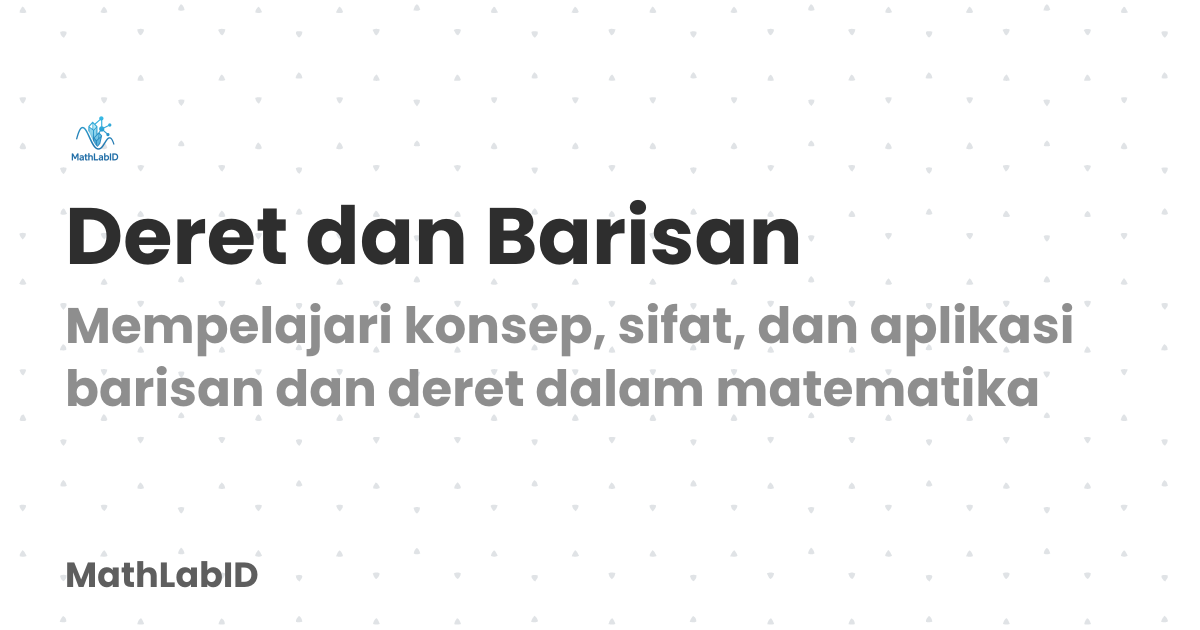 MathLabID
Deret dan Barisan
Mempelajari konsep, sifat, dan aplikasi
barisan dan deret dalam matematika
MathLabID